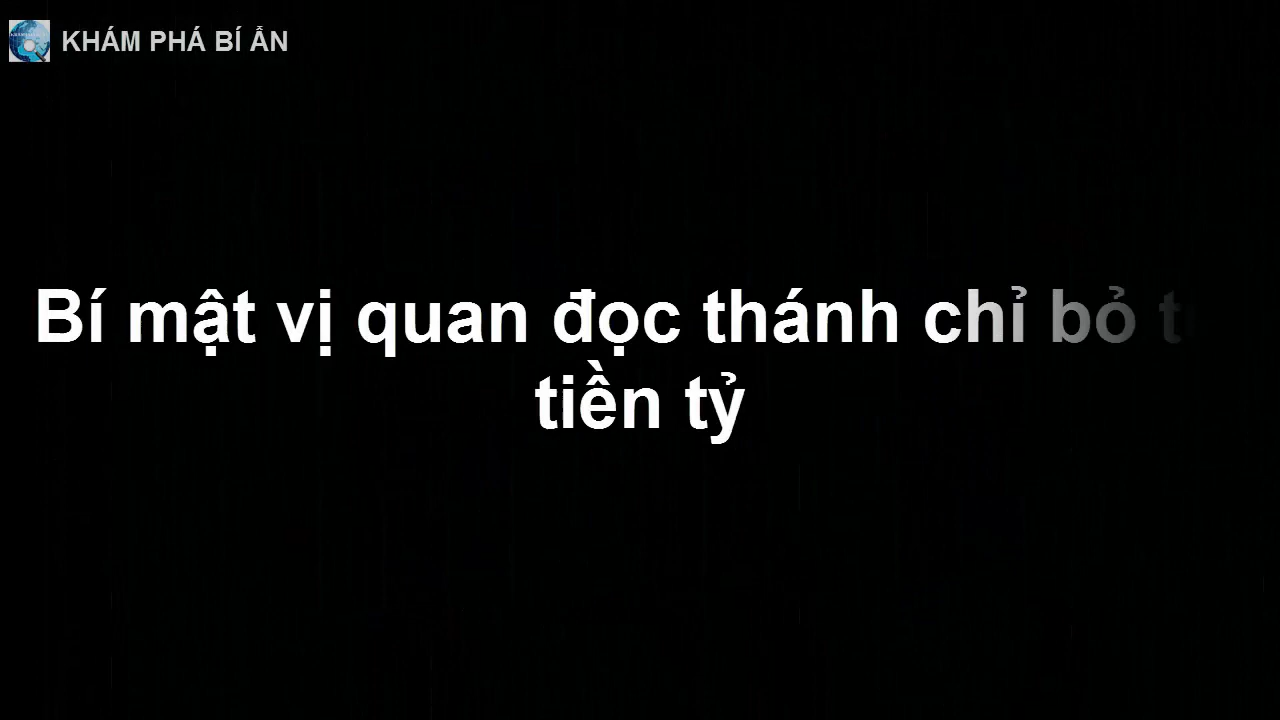 KHÁM PHÁ BÍ ẨN
Bí mật vị quan đọc thánh chỉ bỏ
tiền tỷ